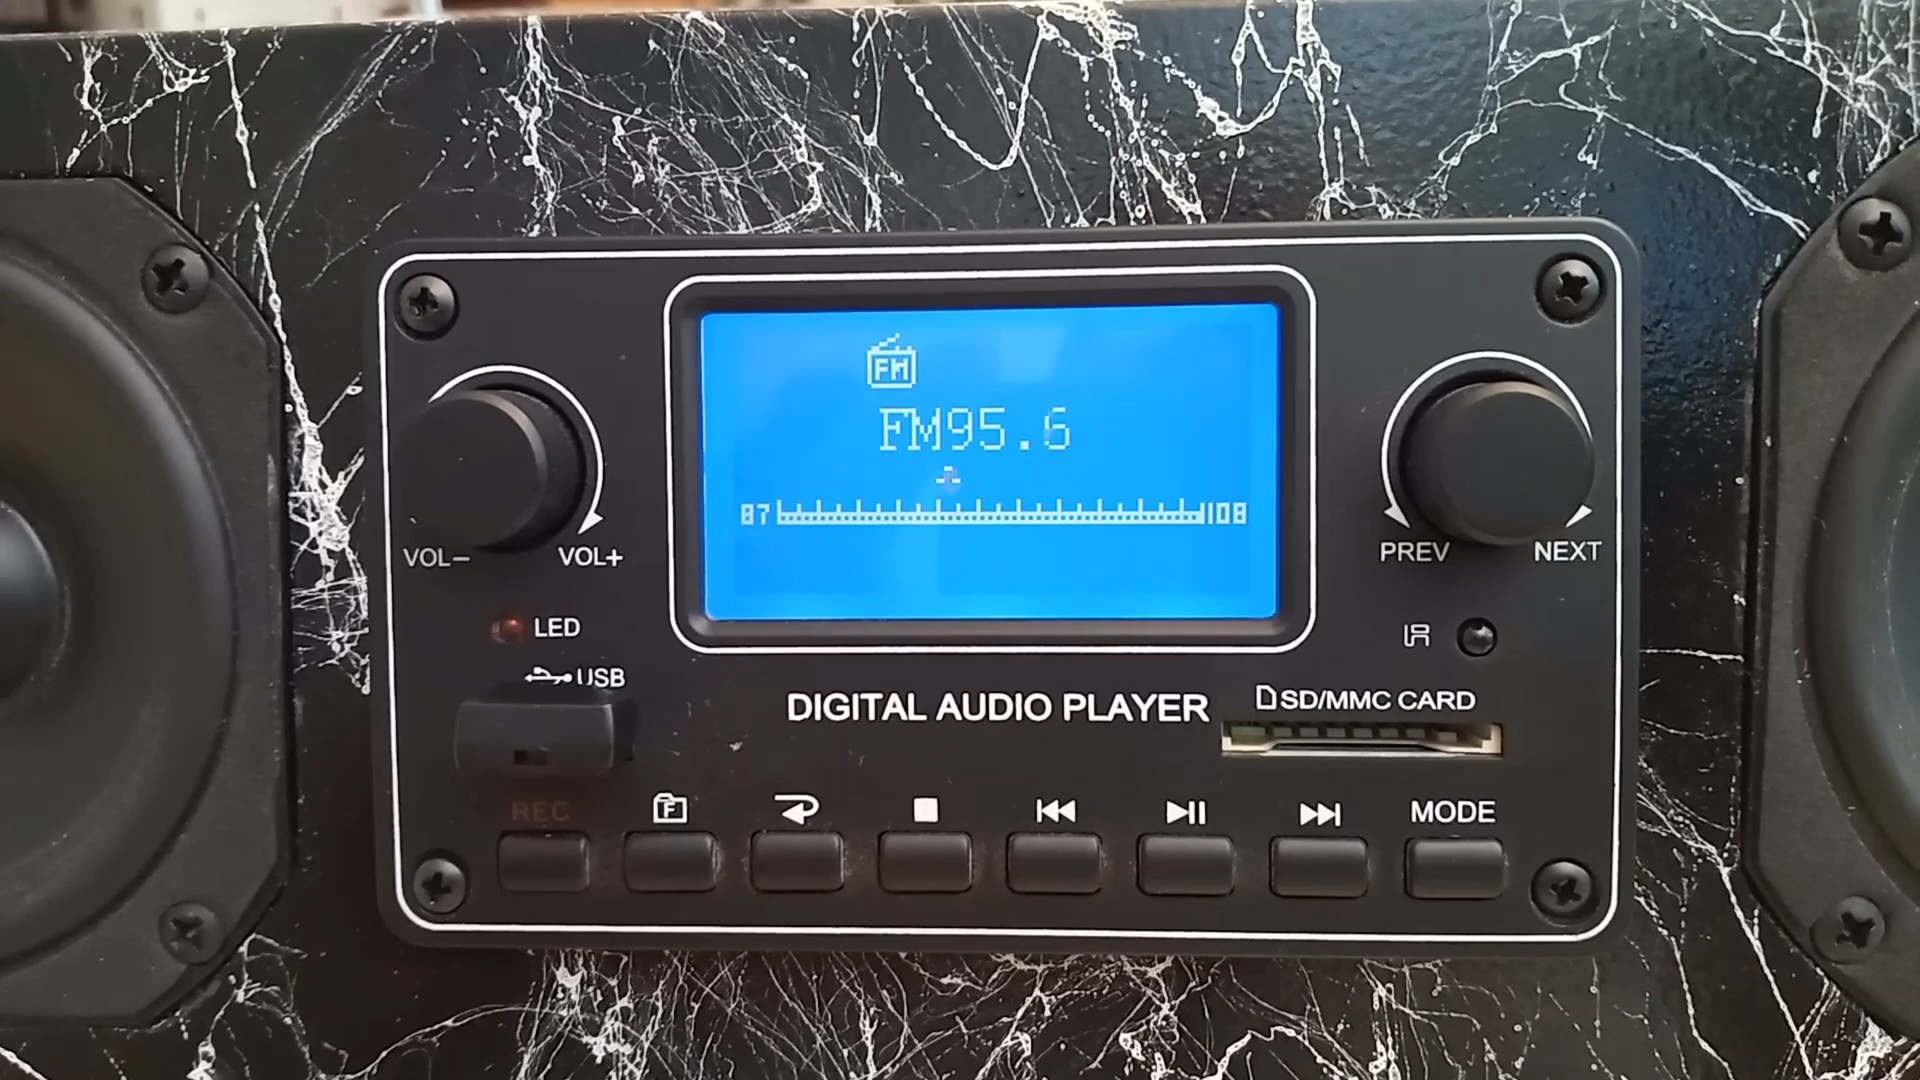 FM
FM95.6
87 108
VOL− VOL+
PREV NEXT
LED
IR
USB
DIGITAL AUDIO PLAYER
SD/MMC CARD
REC
F
MODE